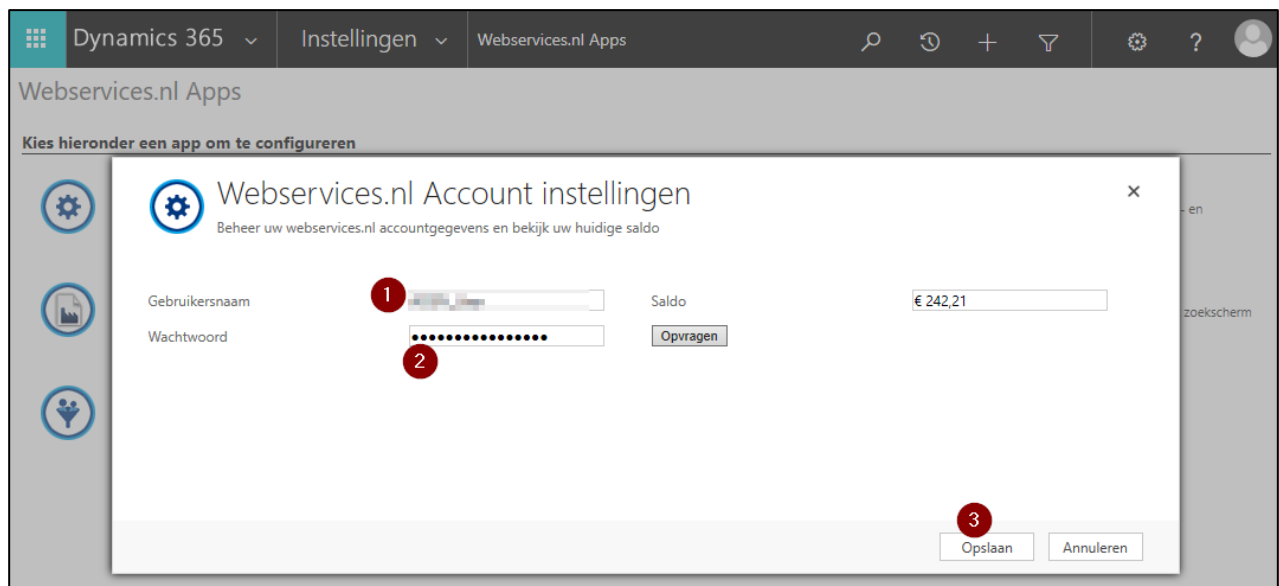 Dynamics 365 Instellingen Webservices.nl Apps
Webservices.nl Apps
Kies hieronder een app om te configureren
Webservices.nl Account instellingen
Beheer uw webservices.nl accountgegevens en bekijk uw huidige saldo
- en
1
Gebruikersnaam Saldo € 242,21
zoekscherm
Wachtwoord •••••••••••••••• Opvragen
2
3
Opslaan Annuleren